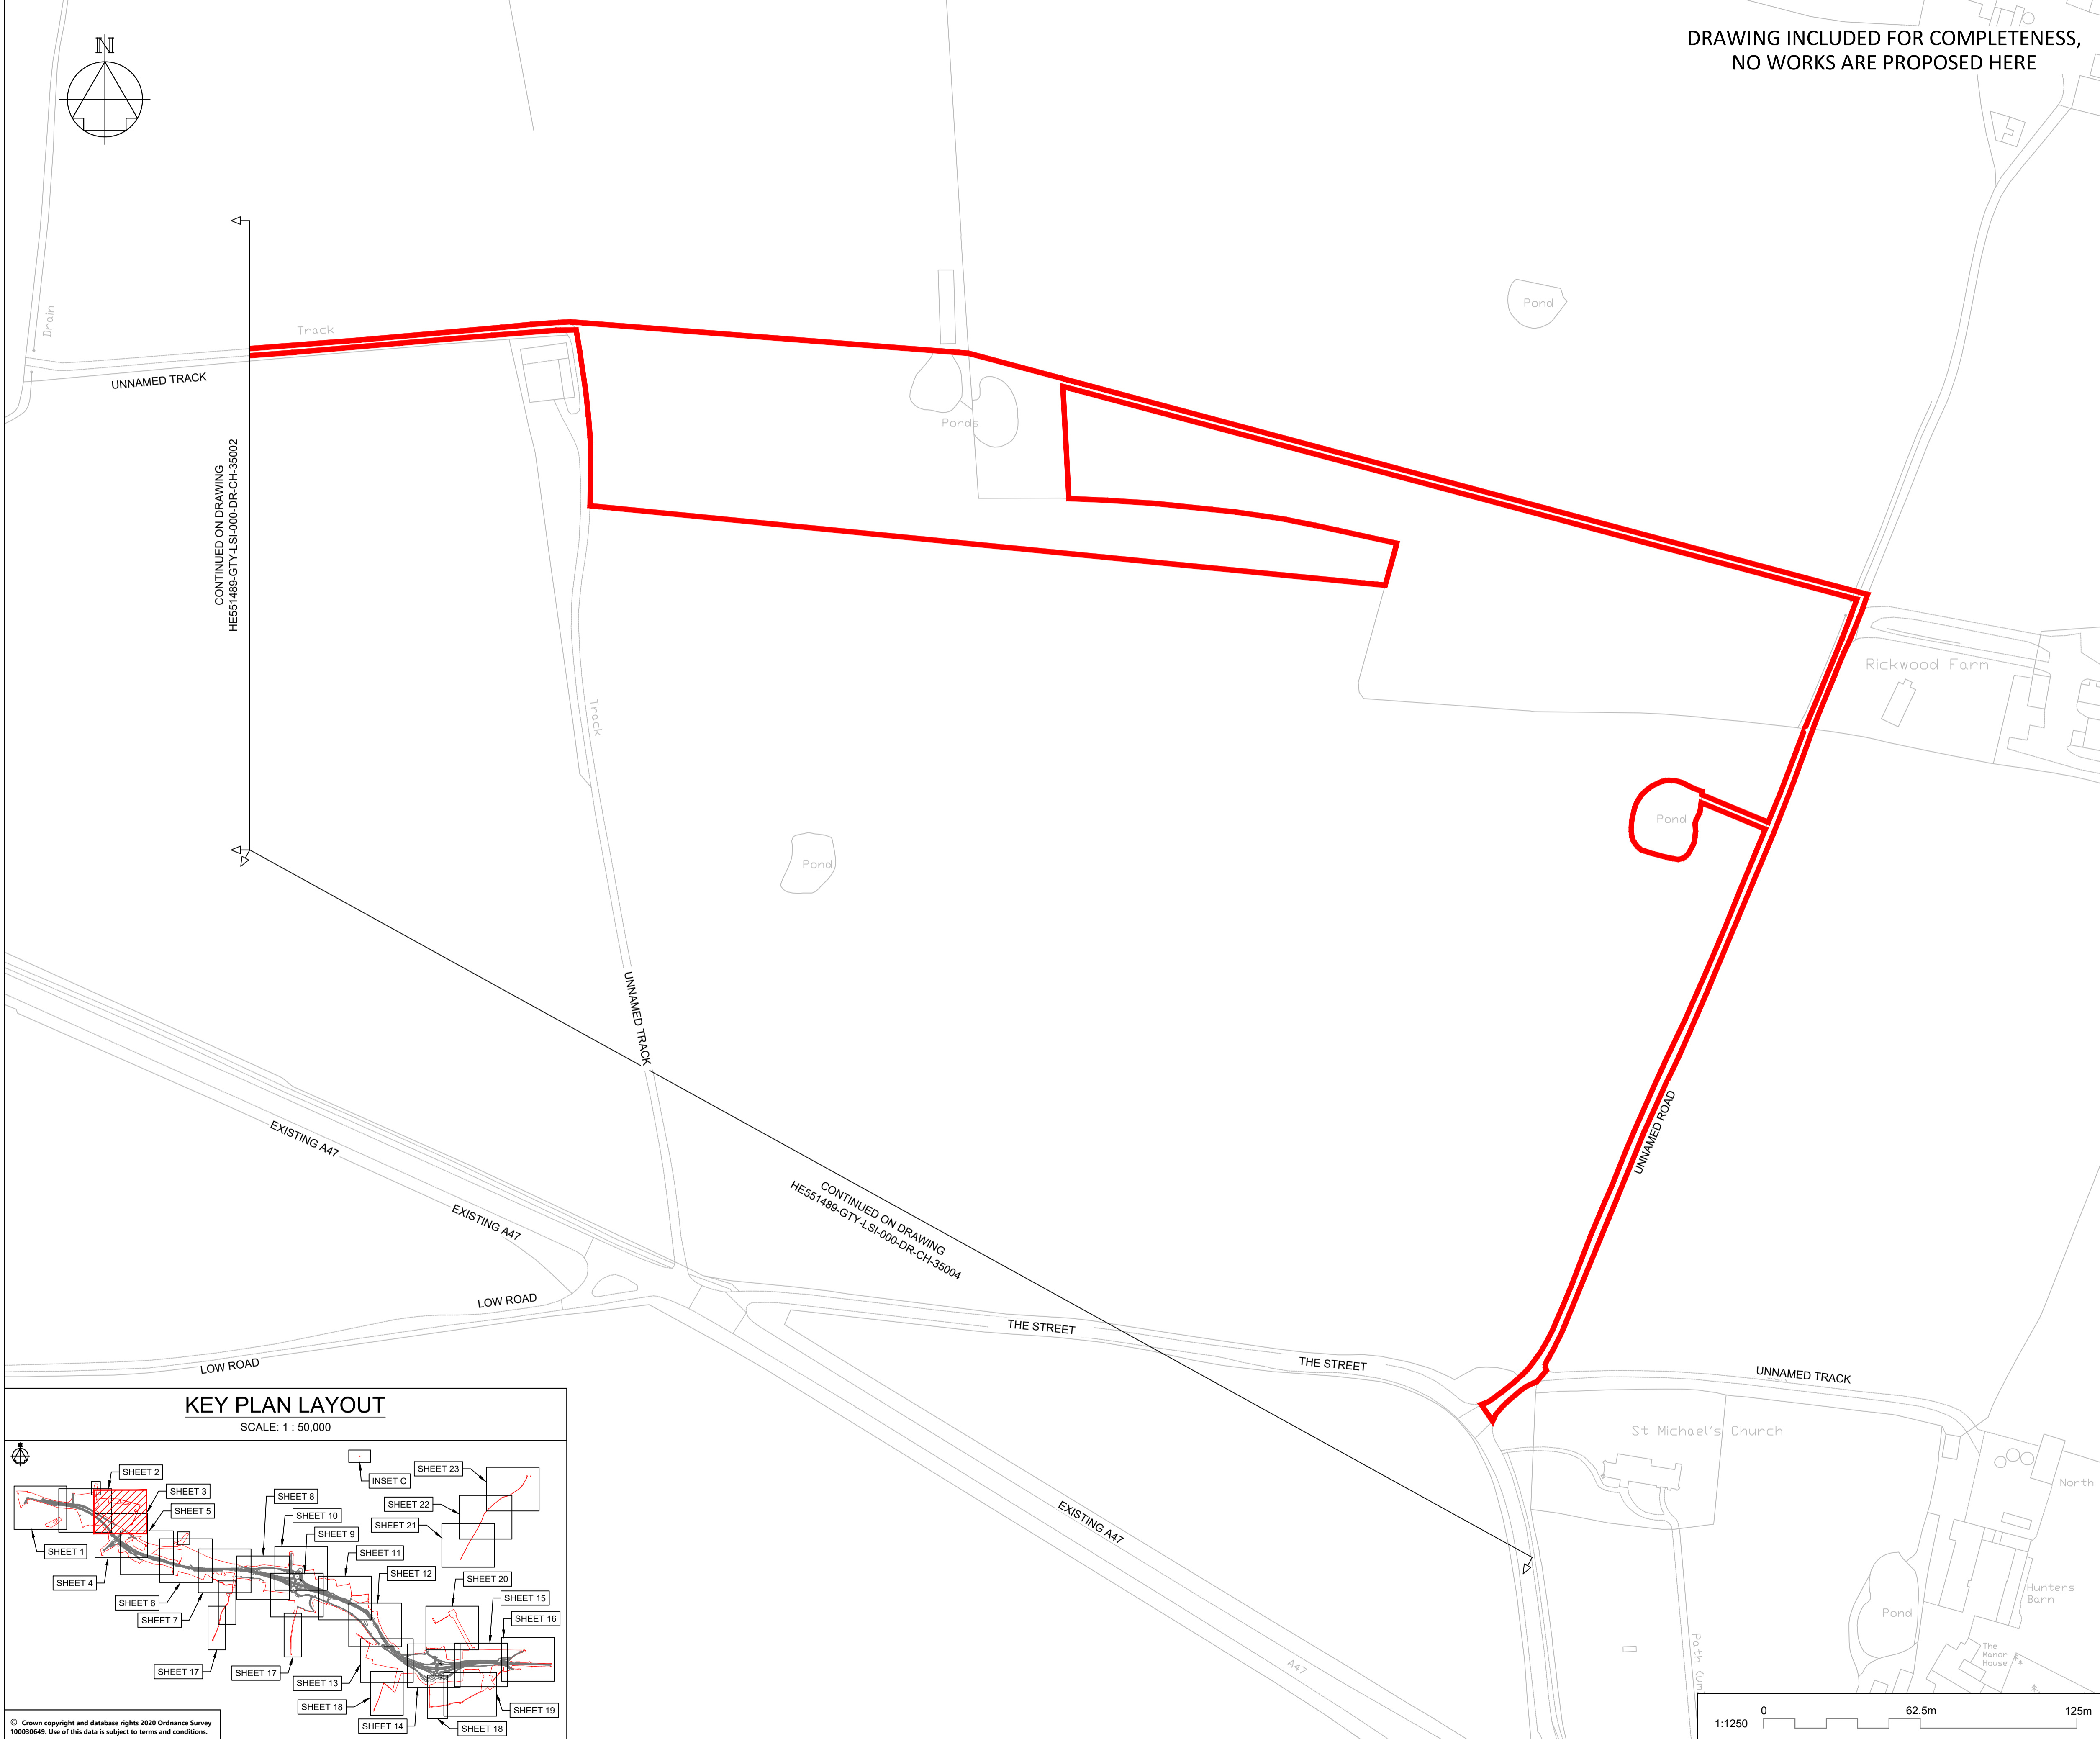 DRAWING INCLUDED FOR COMPLETENESS,
NO WORKS ARE PROPOSED HERE
N
Drain
Track
UNNAMED TRACK
Pond
Ponds
CONTINUED ON DRAWING
HE551489-GTY-LSI-000-DR-CH-35002
Rickwood Farm
Track
Pond
Pond
UNNAMED TRACK
UNNAMED ROAD
EXISTING A47
EXISTING A47
CONTINUED ON DRAWING
HE551489-GTY-LSI-000-DR-CH-35004
LOW ROAD
LOW ROAD
THE STREET
THE STREET
UNNAMED TRACK
St Michael's Church
North
EXISTING A47
Hunters
Barn
Pond
The
Manor
House
Path (um)
A47
KEY PLAN LAYOUT
SCALE: 1 : 50,000
SHEET 2
SHEET 3
SHEET 5
SHEET 1
SHEET 4
SHEET 6
SHEET 7
SHEET 8
SHEET 10
SHEET 9
SHEET 11
SHEET 12
INSET C
SHEET 23
SHEET 22
SHEET 21
SHEET 20
SHEET 15
SHEET 16
SHEET 17
SHEET 17
SHEET 13
SHEET 18
SHEET 14
SHEET 18
SHEET 19
© Crown copyright and database rights 2020 Ordnance Survey
100030649. Use of this data is subject to terms and conditions.
1:1250
0
62.5m
125m